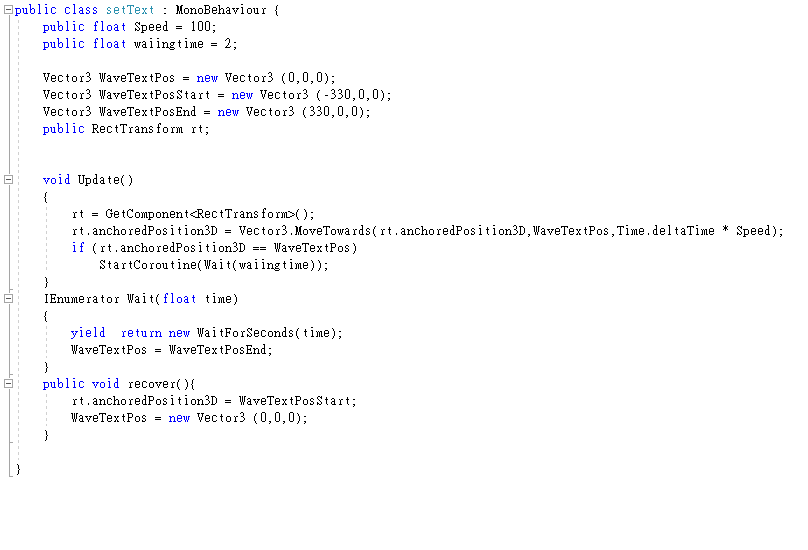 public class setText : MonoBehaviour {
public float Speed = 100;
public float waiingtime = 2;
Vector3 WaveTextPos = new Vector3 (0,0,0);
Vector3 WaveTextPosStart = new Vector3 (-330,0,0);
Vector3 WaveTextPosEnd = new Vector3 (330,0,0);
public RectTransform rt;
void Update()
{
rt = GetComponent<RectTransform>();
rt.anchoredPosition3D = Vector3.MoveTowards(rt.anchoredPosition3D,WaveTextPos,Time.deltaTime * Speed);
if (rt.anchoredPosition3D == WaveTextPos)
StartCoroutine(Wait(waiingtime));
}
IEnumerator Wait(float time)
{
yield  return new WaitForSeconds(time);
WaveTextPos = WaveTextPosEnd;
}
public void recover(){
rt.anchoredPosition3D = WaveTextPosStart;
WaveTextPos = new Vector3 (0,0,0);
}
}